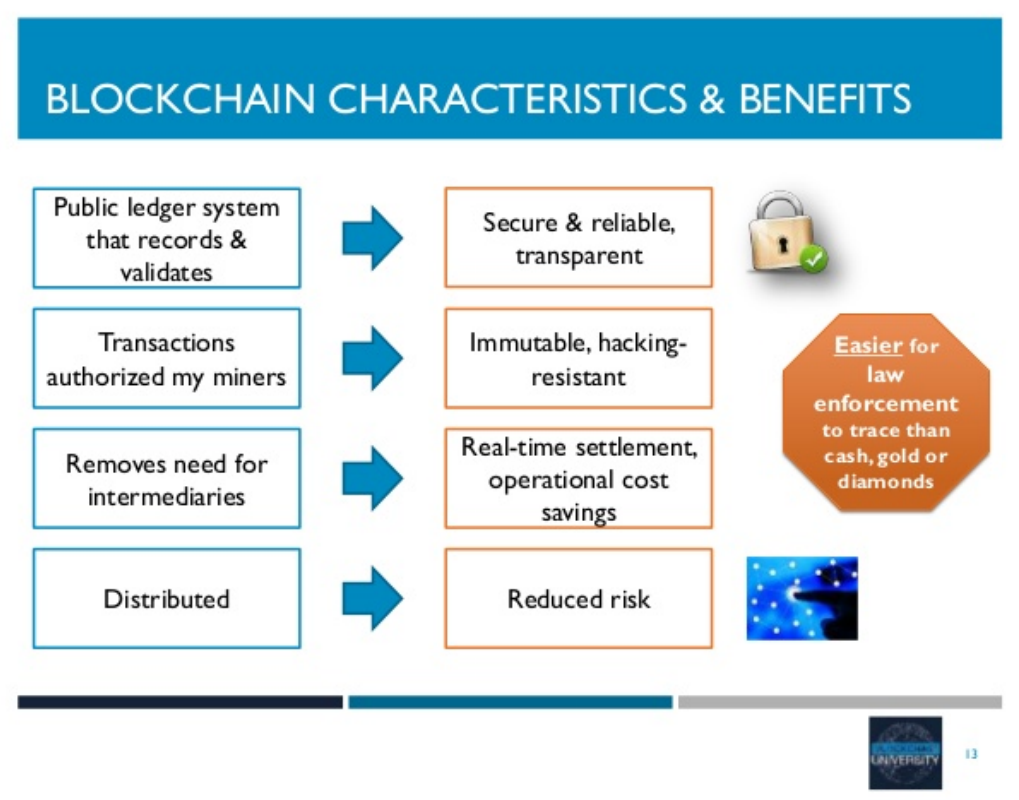 BLOCKCHAIN CHARACTERISTICS & BENEFITS
Public ledger system
that records &
validates
Secure & reliable,
transparent
Transactions
authorized my miners
Immutable, hacking-
resistant
Easier for
law
enforcement
to trace than
cash, gold or
diamonds
Removes need for
intermediaries
Real-time settlement,
operational cost
savings
Distributed
Reduced risk
BLOCKCHAIN
UNIVERSITY
13